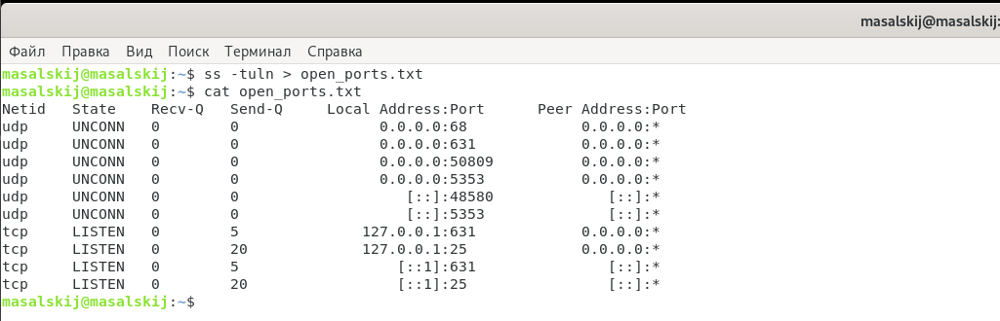 masalskij@masalskij:
Файл Правка Вид Поиск Терминал Справка
masalskij@masalskij:~$ ss -tuln > open_ports.txt
masalskij@masalskij:~$ cat open_ports.txt
Netid State Recv-Q Send-Q Local Address:Port Peer Address:Port
udp UNCONN 0 0 0.0.0.0:68 0.0.0.0:*
udp UNCONN 0 0 0.0.0.0:631 0.0.0.0:*
udp UNCONN 0 0 0.0.0.0:50809 0.0.0.0:*
udp UNCONN 0 0 0.0.0.0:5353 0.0.0.0:*
udp UNCONN 0 0 [::]:48580 [::]:*
udp UNCONN 0 0 [::]:5353 [::]:*
tcp LISTEN 0 5 127.0.0.1:631 0.0.0.0:*
tcp LISTEN 0 20 127.0.0.1:25 0.0.0.0:*
tcp LISTEN 0 5 [::1]:631 [::]:*
tcp LISTEN 0 20 [::1]:25 [::]:*
masalskij@masalskij:~$